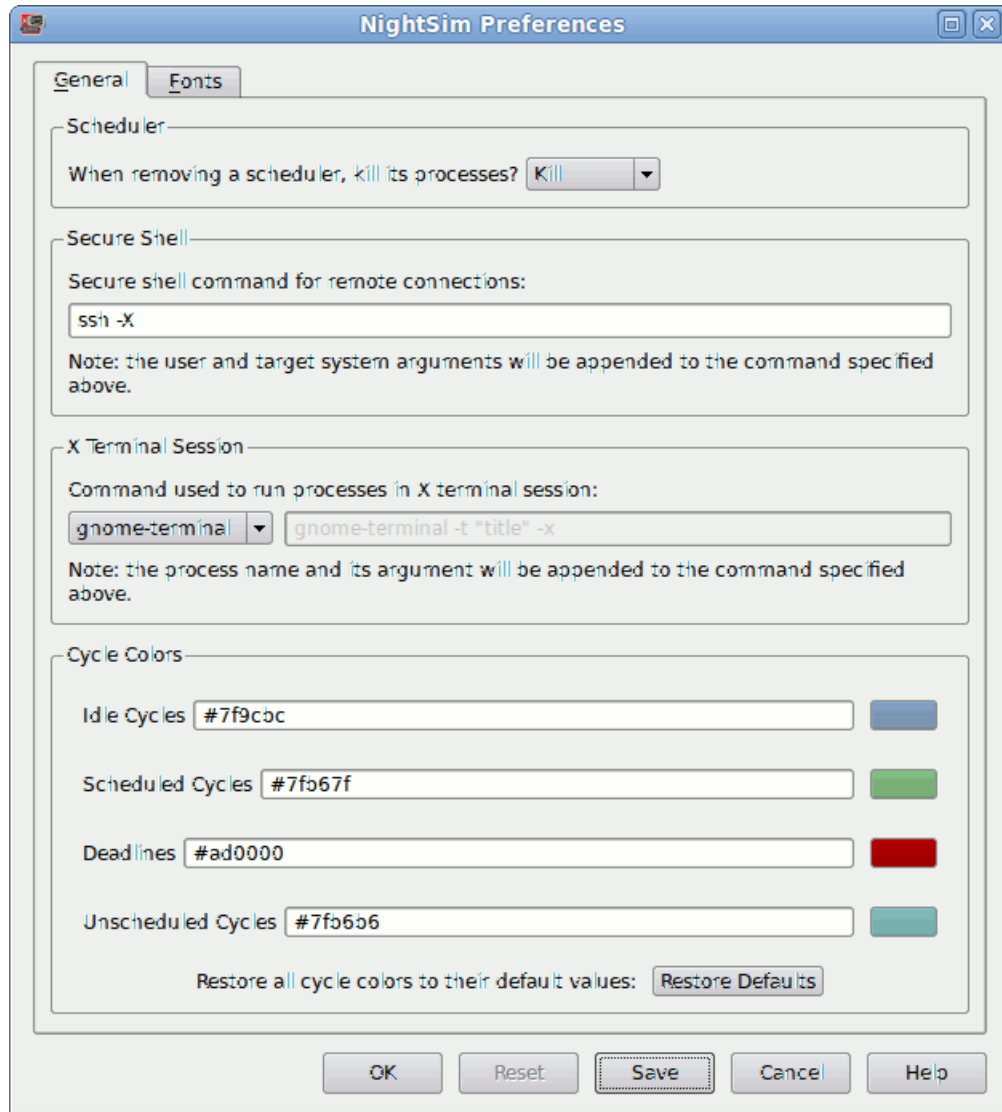 NightSim Preferences
General
Fonts
Scheduler
When removing a scheduler, kill its processes? Kill
Secure Shell
Secure shell command for remote connections:
ssh -X
Note: the user and target system arguments will be appended to the command specified
above.
X Terminal Session
Command used to run processes in X terminal session:
gnome-terminal gnome-terminal -t "title" -x
Note: the process name and its argument will be appended to the command specified
above.
Cycle Colors
Idle Cycles #7f9cbc
Scheduled Cycles #7fb67f
Deadlines #ad0000
Unscheduled Cycles #7fb6b6
Restore all cycle colors to their default values: Restore Defaults
OK Reset Save Cancel Help